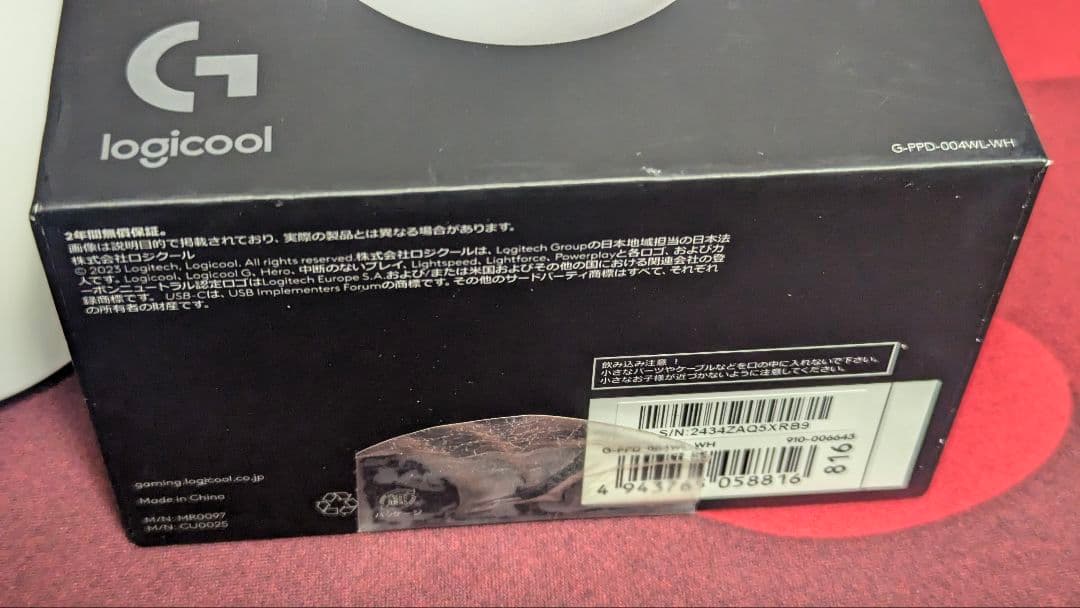 logicool
G-PPD-004WL-WH
2年間無償保証。
画像は説明目的で掲載されており、実際の製品とは異なる場合があります。
株式会社ロジクール
© 2023 Logitech, Logicool. All rights reserved.株式会社ロジクールは、Logitech Groupの日本地域担当の日本法
人です。Logicool, Logicool G, Hero, 中断のないプレイ, Lightspeed, Lightforce, Powerplayと各ロゴ、およびカ
ーボンニュートラル認定ロゴはLogitech Europe S.A.および/または米国およびその他の国における関連会社の登
録商標です。 USB-Cは、USB Implementers Forumの商標です。その他のサードパーティ商標はすべて、それぞれ
の所有者の財産です。
飲み込み注意！
小さなパーツやケーブルなどを口の中に入れないで下さい。
小さなお子様が近づかないように注意してください。
S/N:2434ZAQ5XRB9
G-PPD-004WL-WH 910-006643
4 943765 058816
816
gaming.logicool.co.jp
Made in China
M/N: MR0097
M/N: CU0025
パッケージ